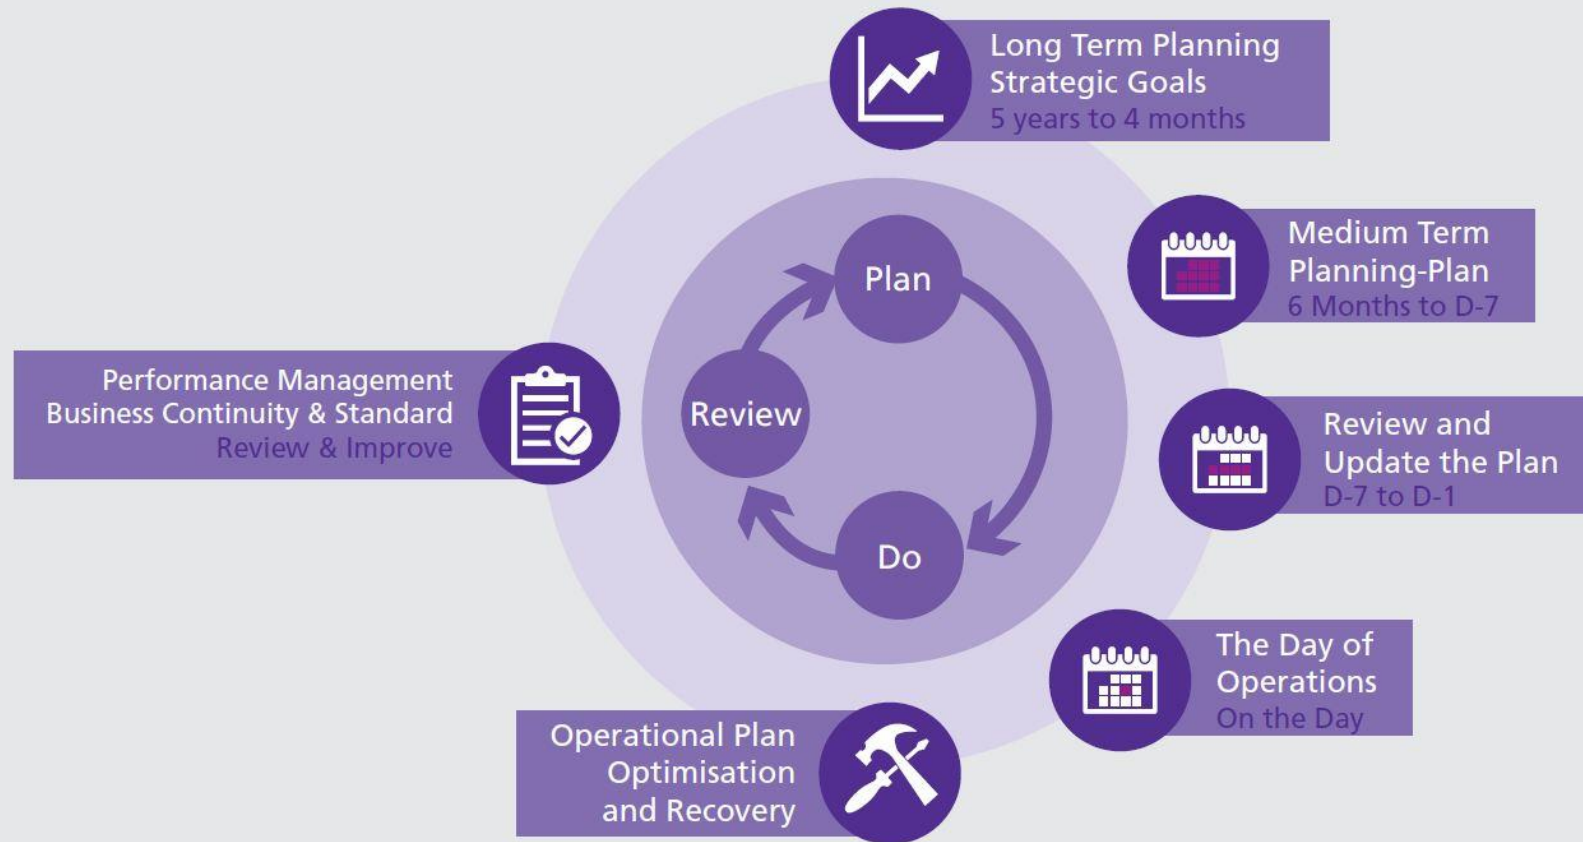 Long Term Planning
Strategic Goals
5 years to 4 months
Medium Term
Planning-Plan
6 Months to D-7
Plan
Performance Management
Business Continuity & Standard
Review & Improve
Review
Review and
Update the Plan
D-7 to D-1
Do
The Day of
Operations
On the Day
Operational Plan
Optimisation
and Recovery